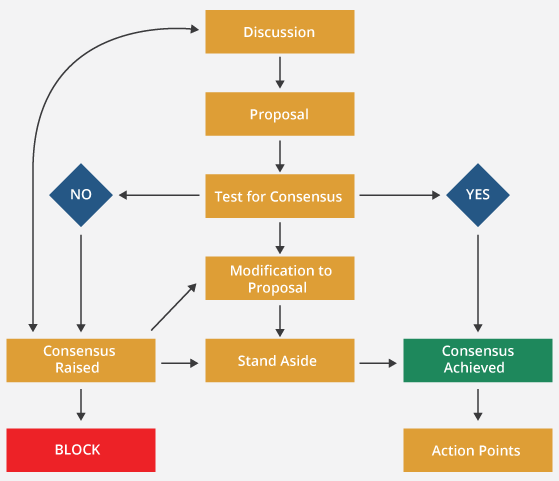 Discussion
Proposal
NO
Test for Consensus
YES
Modification to
Proposal
Consensus
Raised
Stand Aside
Consensus
Achieved
BLOCK
Action Points